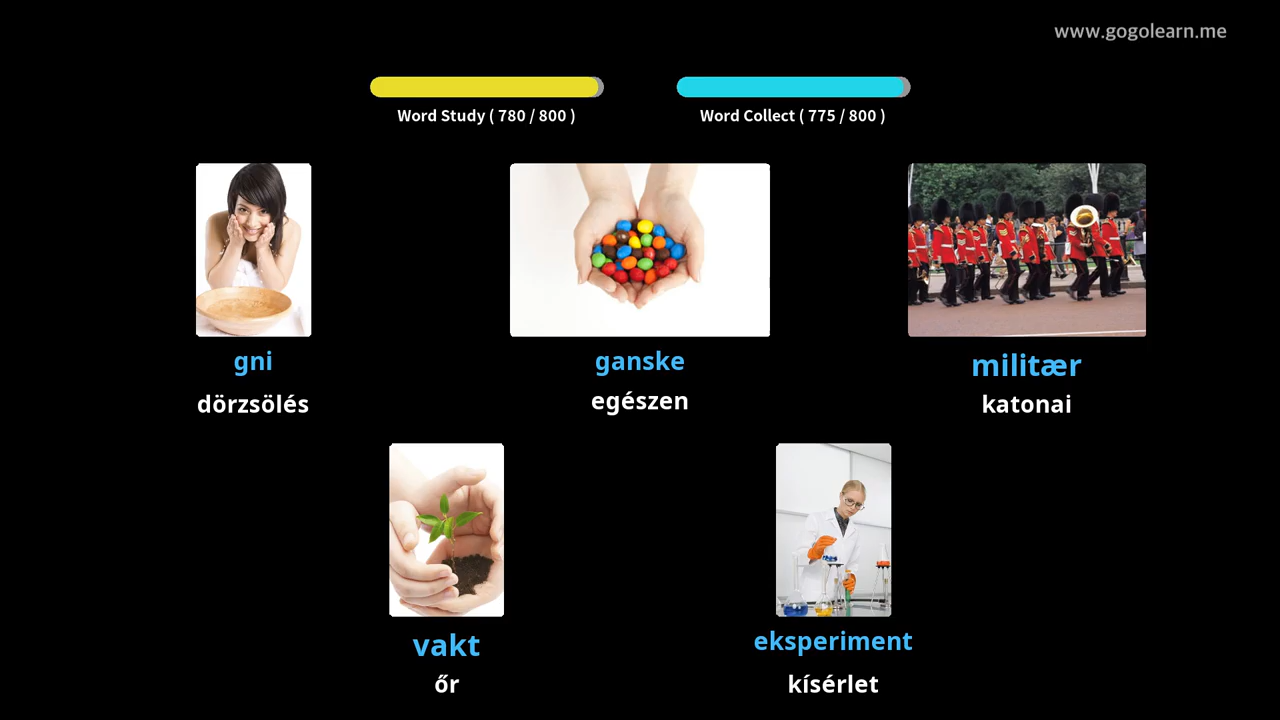 www.gogolearn.me
Word Study ( 780 / 800 )
Word Collect ( 775 / 800 )
gni
dörzsölés
ganske
egészen
militær
katonai
vakt
őr
eksperiment
kísérlet